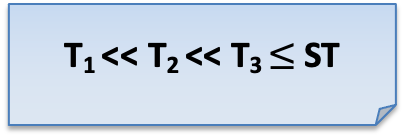 T₁ << T₂ << T₃ ≤ ST